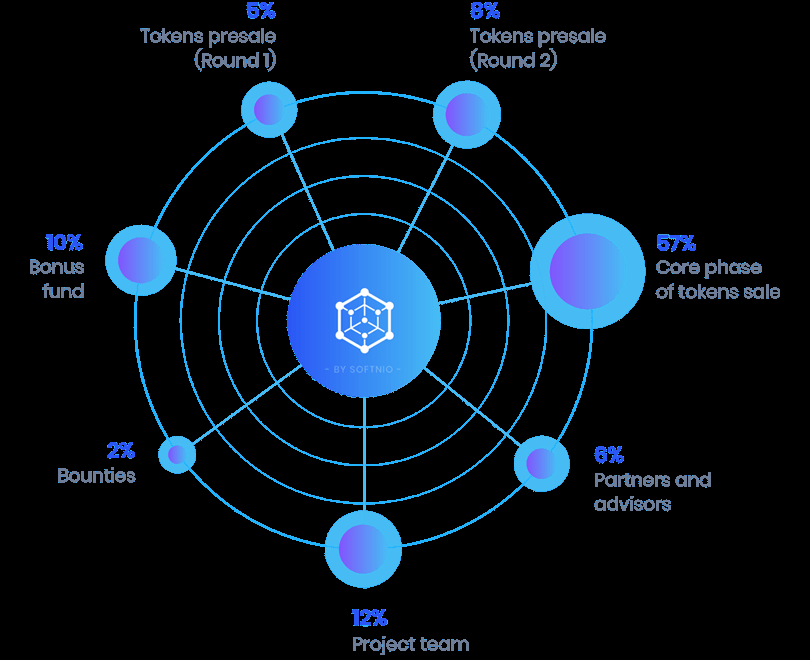 5%
Tokens presale
(Round 1)
8%
Tokens presale
(Round 2)
10%
Bonus
fund
57%
Core phase
of tokens sale
- BY SOFTNIO -
2%
Bounties
6%
Partners and
advisors
12%
Project team